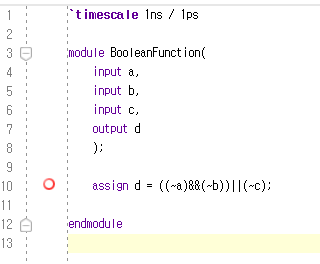 1 `timescale 1ns / 1ps
2
3 module BooleanFunction(
4 input a,
5 input b,
6 input c,
7 output d
8 );
9
10 assign d = ((~a)&&(~b))||(~c);
11
12 endmodule
13